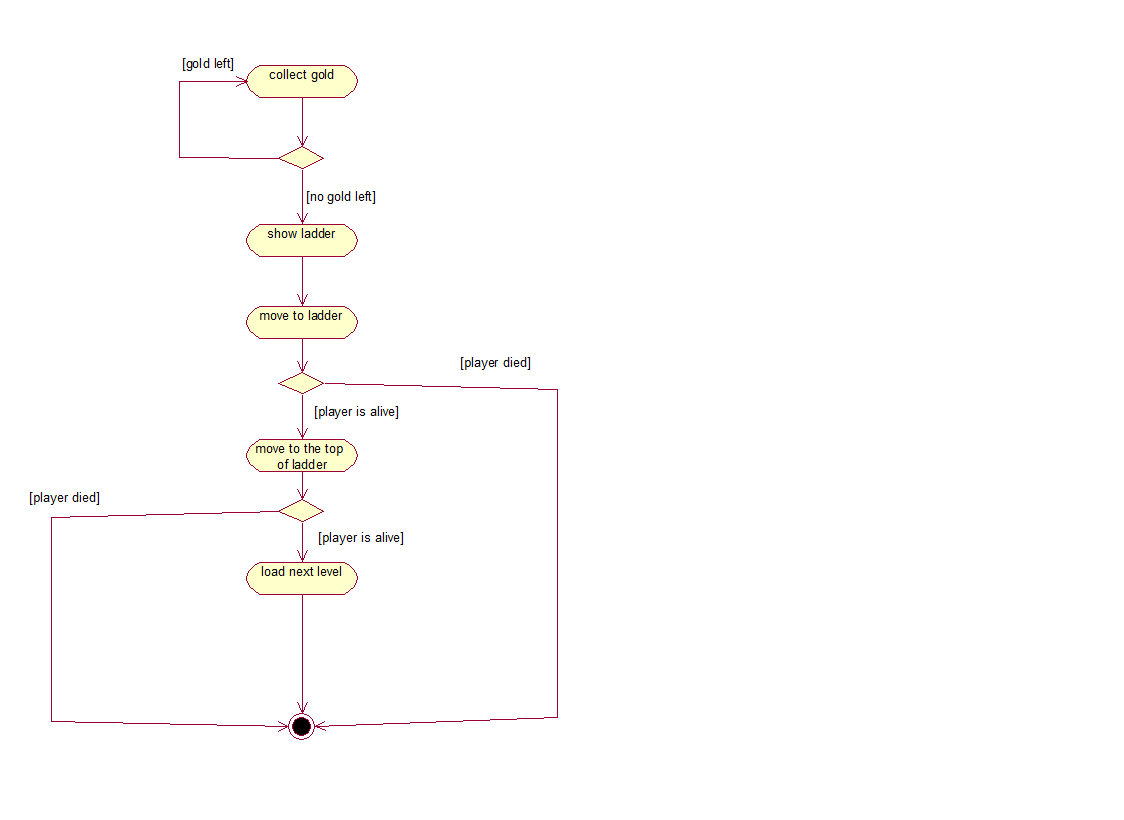 [gold left]
collect gold
[no gold left]
show ladder
move to ladder
[player died]
[player is alive]
move to the top
of ladder
[player died]
[player is alive]
load next level